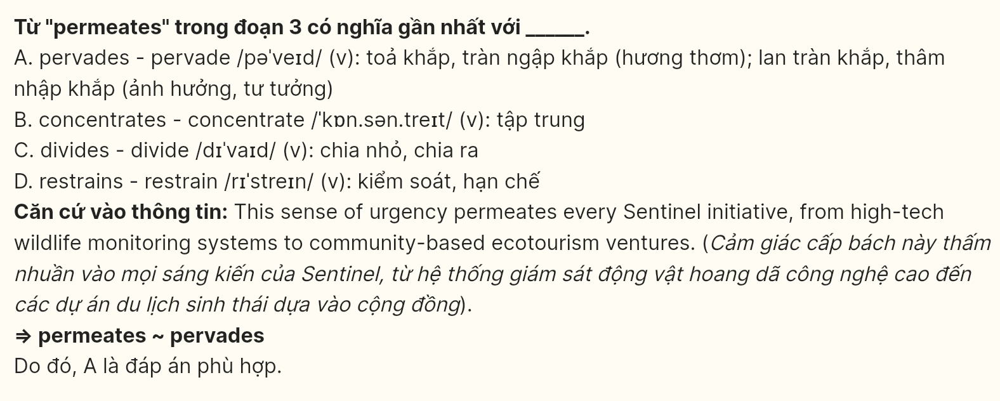 Từ "permeates" trong đoạn 3 có nghĩa gần nhất với ______.
A. pervades - pervade /pəˈveɪd/ (v): toả khắp, tràn ngập khắp (hương thơm); lan tràn khắp, thâm
nhập khắp (ảnh hưởng, tư tưởng)
B. concentrates - concentrate /ˈkɒn.sən.treɪt/ (v): tập trung
C. divides - divide /dɪˈvaɪd/ (v): chia nhỏ, chia ra
D. restrains - restrain /rɪˈstreɪn/ (v): kiểm soát, hạn chế
Căn cứ vào thông tin: This sense of urgency permeates every Sentinel initiative, from high-tech
wildlife monitoring systems to community-based ecotourism ventures. (Cảm giác cấp bách này thấm
nhuần vào mọi sáng kiến của Sentinel, từ hệ thống giám sát động vật hoang dã công nghệ cao đến
các dự án du lịch sinh thái dựa vào cộng đồng).
⇒ permeates ~ pervades
Do đó, A là đáp án phù hợp.